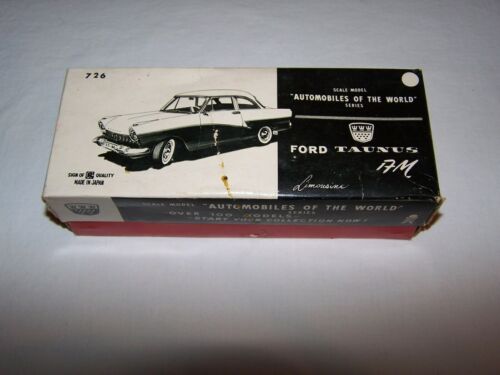 726
SCALE MODEL
"AUTOMOBILES OF THE WORLD"
SERIES
FORD TAUNUS
17M
Limousine
SIGN OF QUALITY
MADE IN JAPAN
SCALE MODEL "AUTOMOBILES OF THE WORLD"
SERIES
OVER 100 MODELS
"START YOUR COLLECTION NOW"